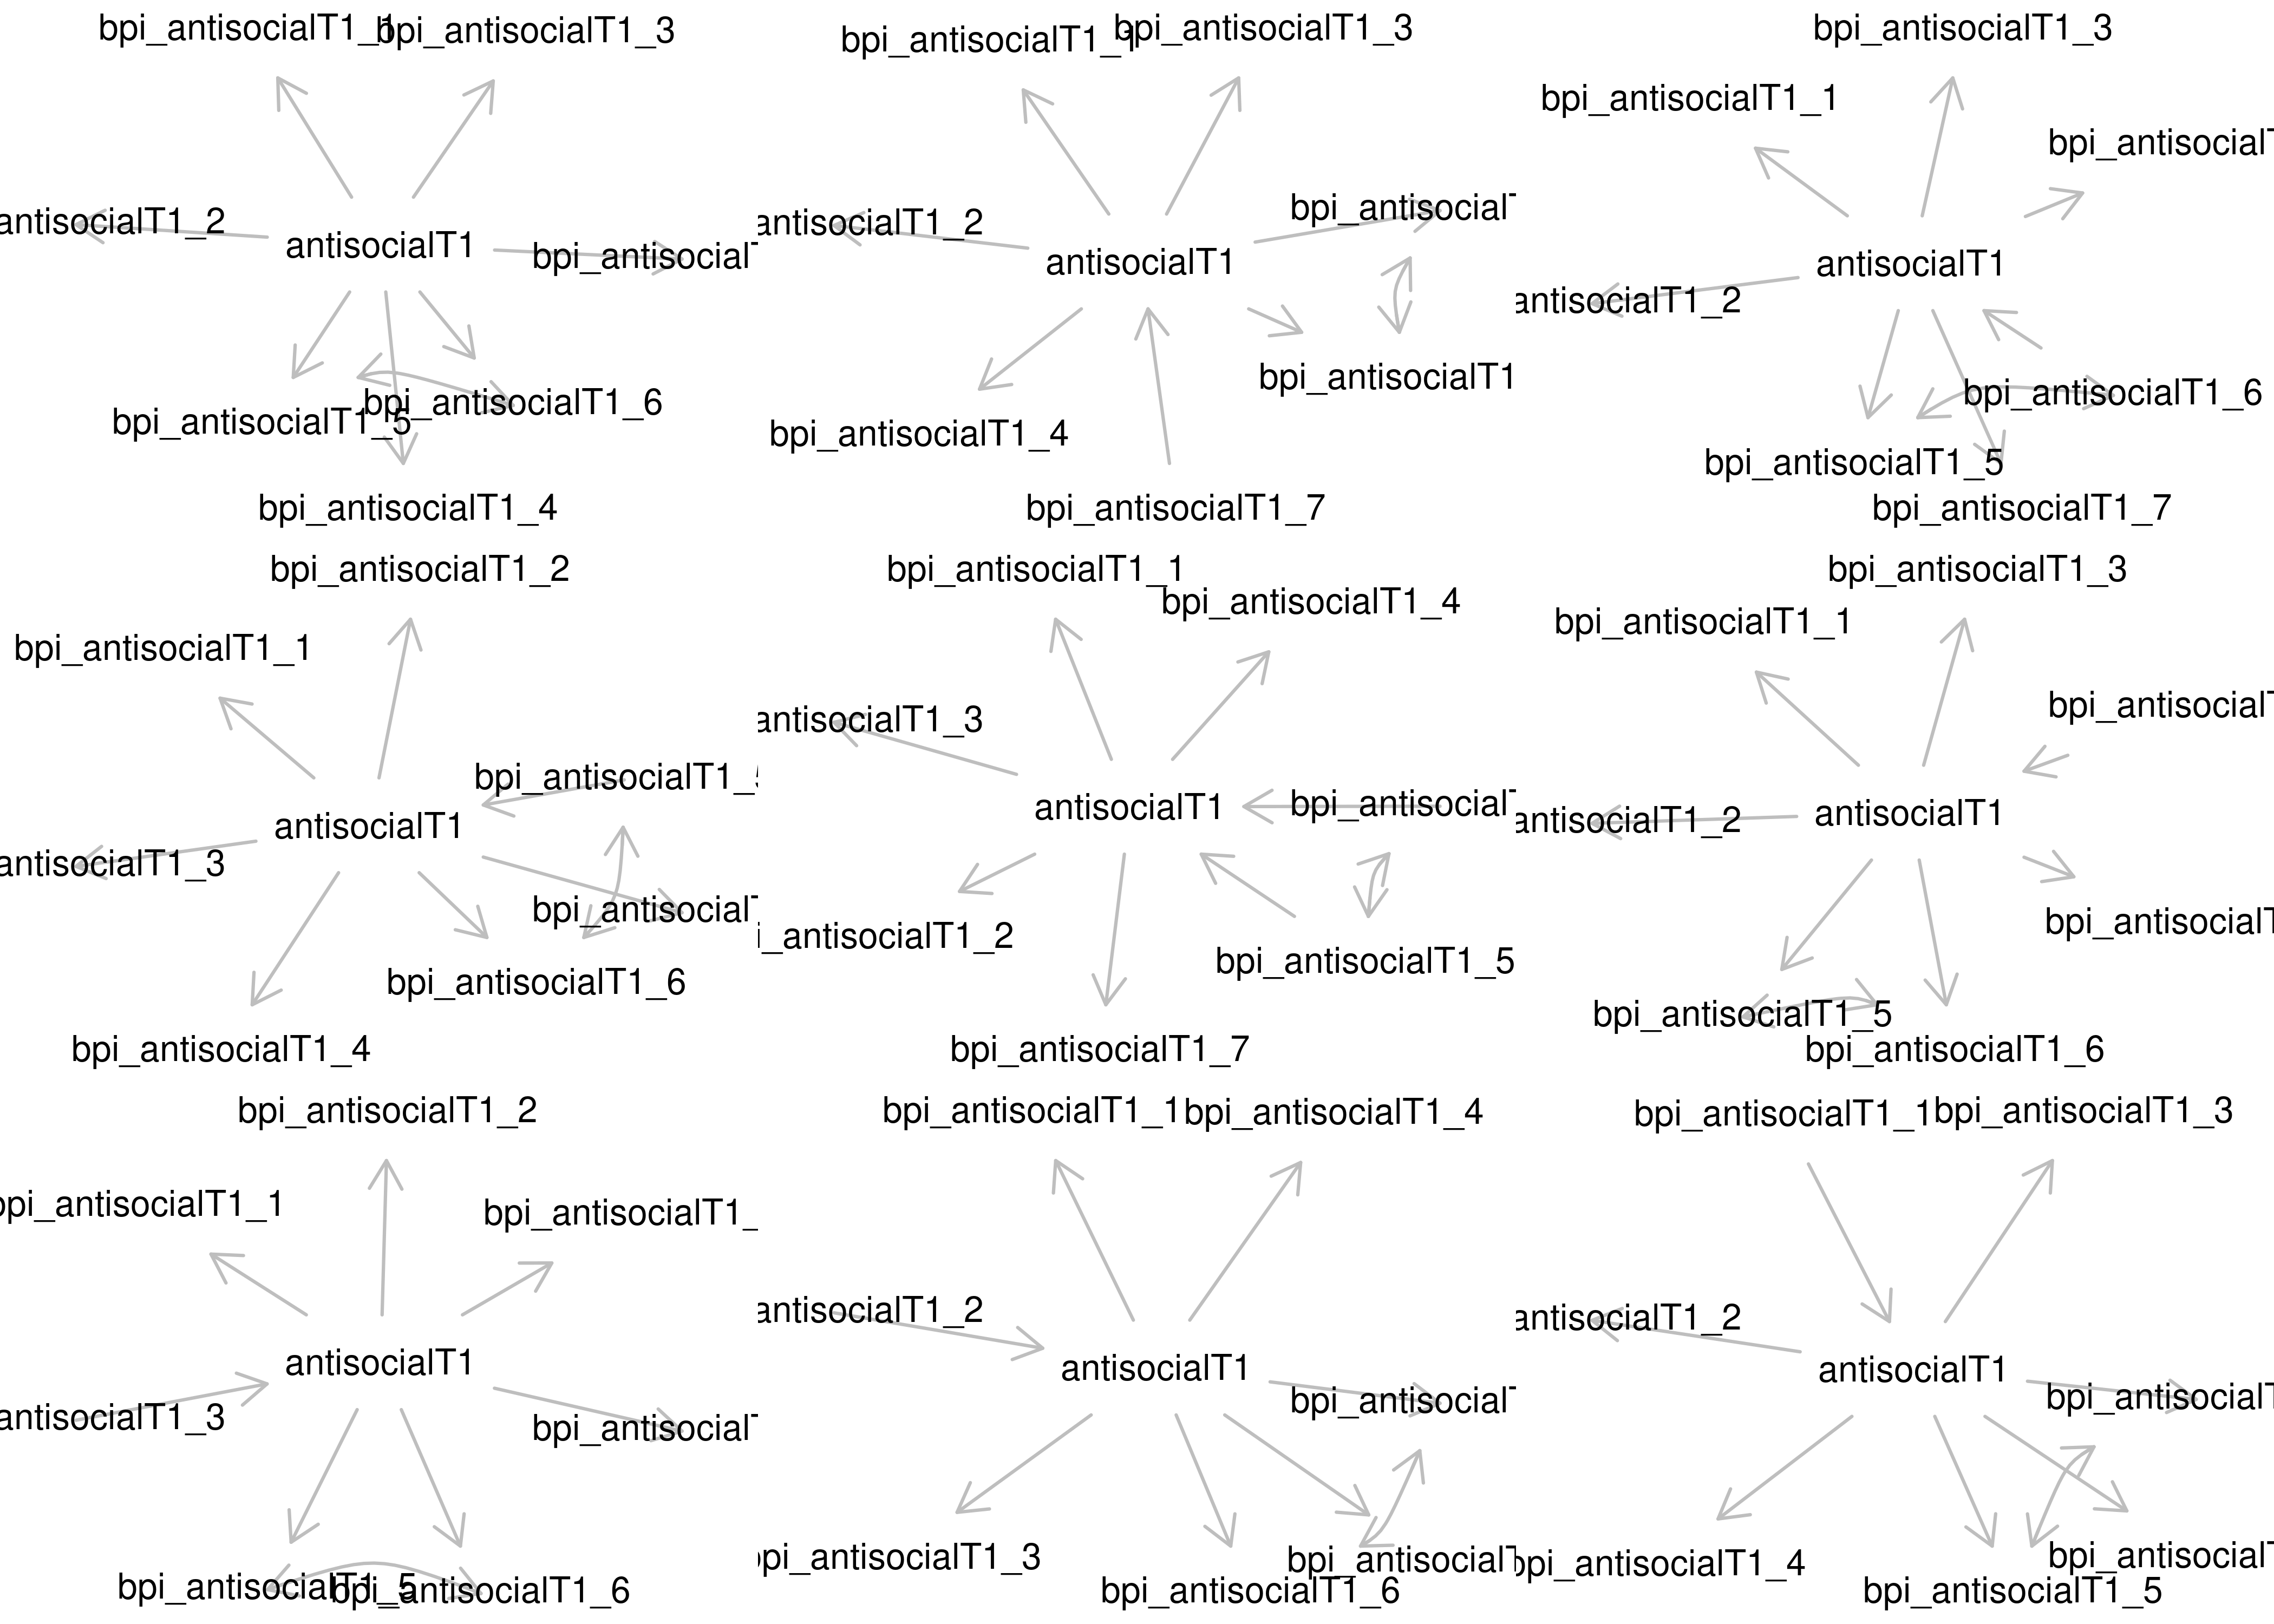 bpi_antisocialT1_1
bpi_antisocialT1_3
antisocialT1_2
antisocialT1
bpi_antisocialT
bpi_antisocialT1_6
bpi_antisocialT1_5
bpi_antisocialT1_4
bpi_antisocialT1_1
bpi_antisocialT1_3
antisocialT1_2
bpi_antisocialT
antisocialT1
bpi_antisocialT1
bpi_antisocialT1_4
bpi_antisocialT1_7
bpi_antisocialT1_3
bpi_antisocialT1_1
bpi_antisocialT
antisocialT1
antisocialT1_2
bpi_antisocialT1_6
bpi_antisocialT1_5
bpi_antisocialT1_7
bpi_antisocialT1_2
bpi_antisocialT1_1
bpi_antisocialT1_5
antisocialT1
antisocialT1_3
bpi_antisocialT
bpi_antisocialT1_6
bpi_antisocialT1_4
bpi_antisocialT1_1
bpi_antisocialT1_4
antisocialT1_3
antisocialT1
bpi_antisocialT
i_antisocialT1_2
bpi_antisocialT1_5
bpi_antisocialT1_7
bpi_antisocialT1_3
bpi_antisocialT1_1
bpi_antisocialT
antisocialT1
antisocialT1_2
bpi_antisocialT
bpi_antisocialT1_5
bpi_antisocialT1_6
bpi_antisocialT1_2
bpi_antisocialT1_1
bpi_antisocialT1_
antisocialT1
antisocialT1_3
bpi_antisocialT
bpi_antisocialT1_5
bpi_antisocialT1_6
bpi_antisocialT1_1
bpi_antisocialT1_4
antisocialT1_2
antisocialT1
bpi_antisocialT
bpi_antisocialT1_3
bpi_antisocialT
bpi_antisocialT1_6
bpi_antisocialT1_1
bpi_antisocialT1_3
antisocialT1_2
antisocialT1
bpi_antisocialT
bpi_antisocialT
bpi_antisocialT1_4
bpi_antisocialT1_5